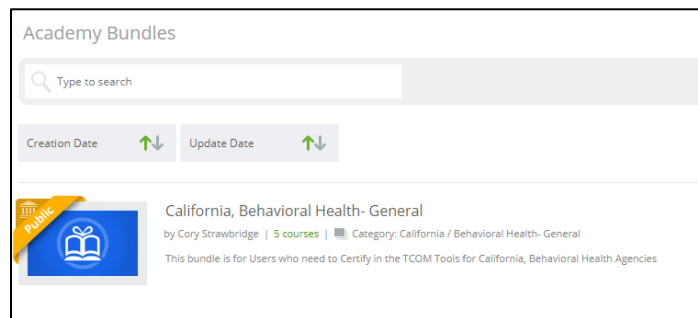 Academy Bundles
Type to search
Creation Date
Update Date
Public
California, Behavioral Health- General
by Cory Strawbridge | 5 courses | Category: California / Behavioral Health- General
This bundle is for Users who need to Certify in the TCOM Tools for California, Behavioral Health Agencies